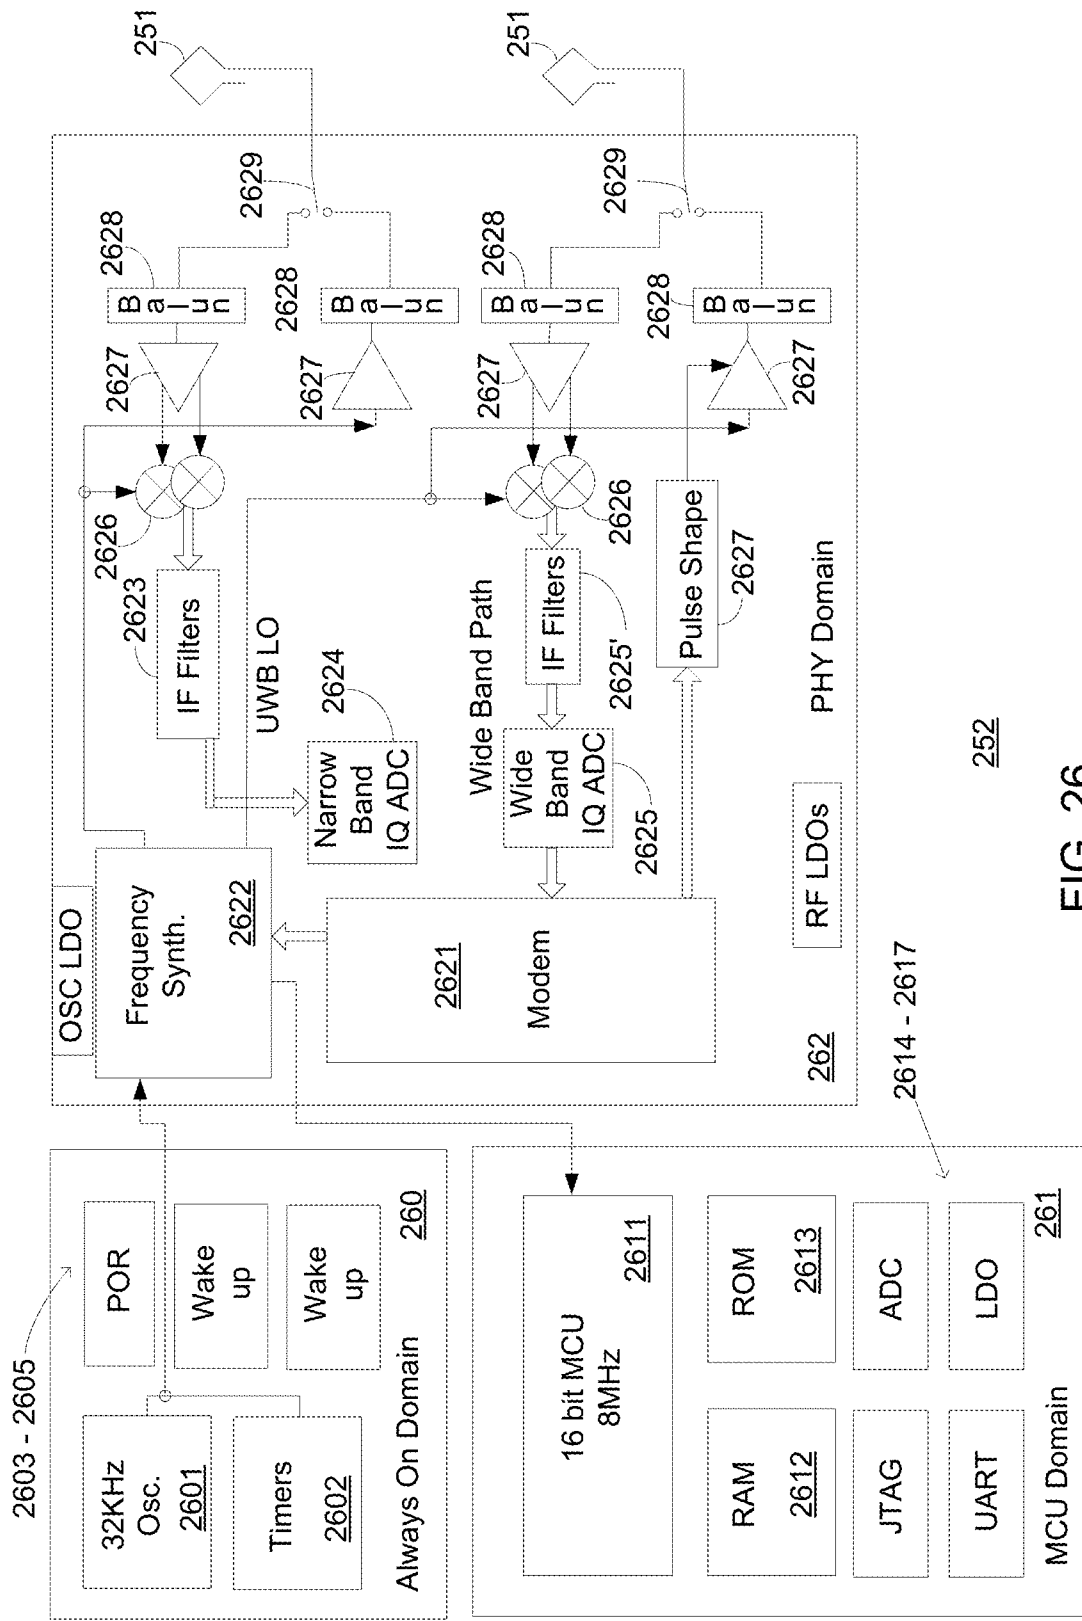 2603 - 2605
32KHz
Osc.
2601
POR
Timers
2602
Wake
up
Wake
up
Always On Domain
260
16 bit MCU
8MHz
2611
RAM
2612
ROM
2613
JTAG
ADC
UART
LDO
MCU Domain
261
2614 - 2617
OSC LDO
Frequency
Synth.
2622
2621
Modem
262
RF LDOs
PHY Domain
UWB LO
IF Filters
2623
Narrow
Band
IQ ADC
2624
2626
2627
Balun
2628
2627
Balun
2628
2629
251
Wide Band Path
Wide
Band
IQ ADC
2625
IF Filters
2625'
2626
2627
Balun
2628
Pulse Shape
2627
2627
Balun
2628
2629
251
252
FIG. 26